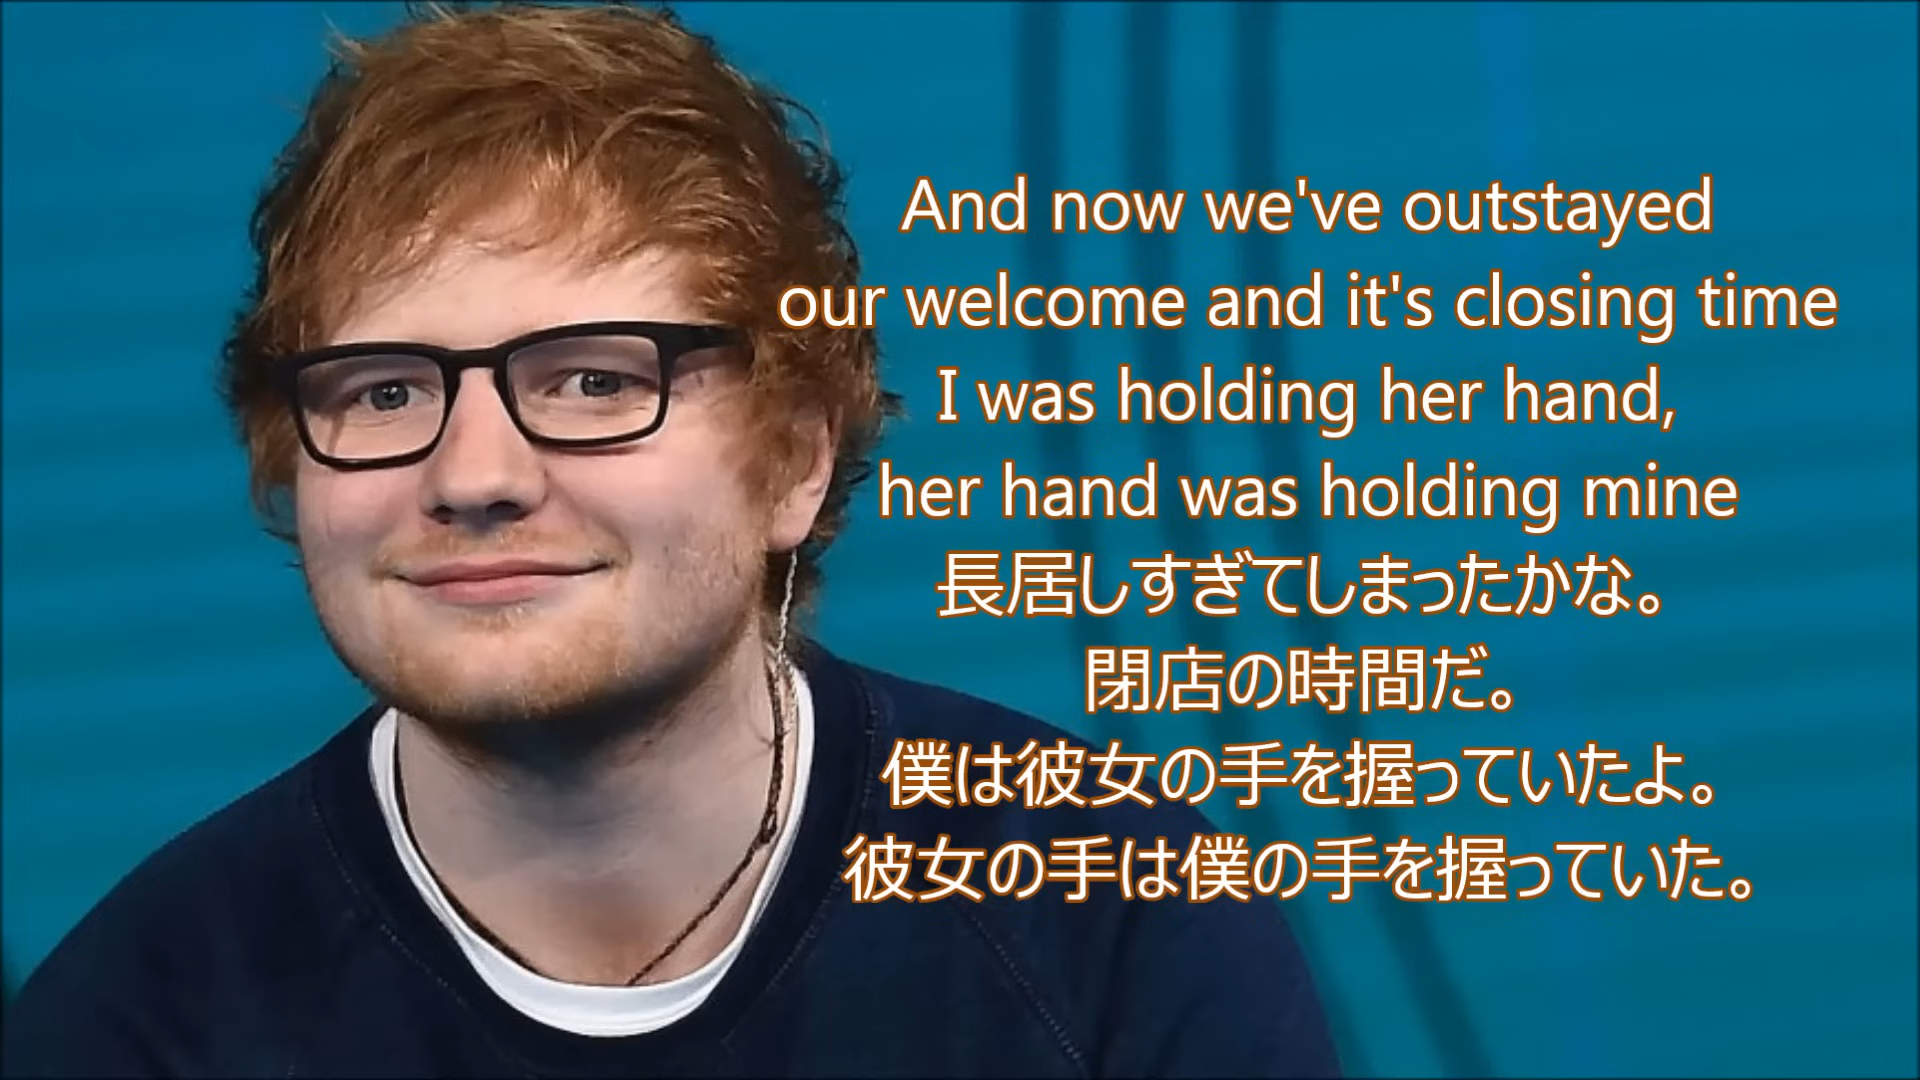 And now we've outstayed
our welcome and it's closing time
I was holding her hand,
her hand was holding mine
長居しすぎてしまったかな。
閉店の時間だ。
僕は彼女の手を握っていたよ。
彼女の手は僕の手を握っていた。